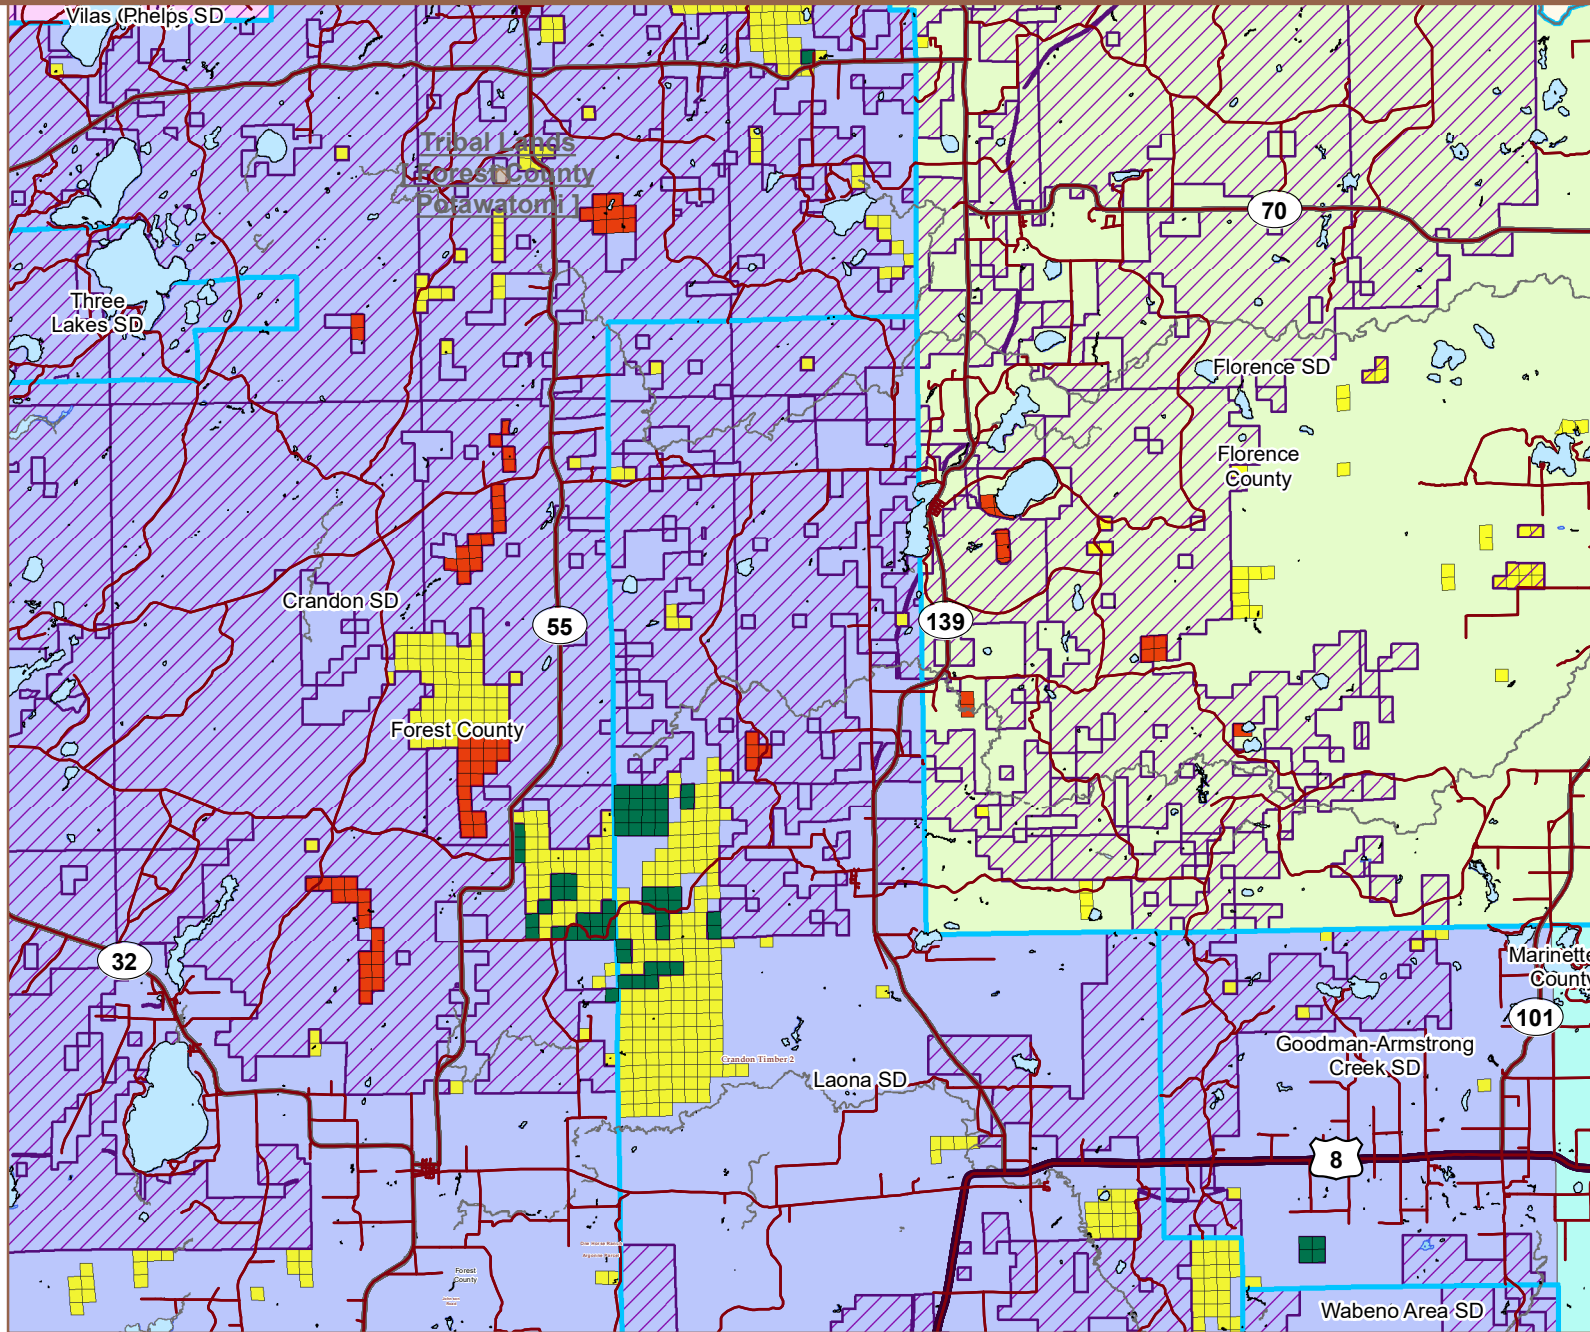 Vilas (Phelps SD
Tribal Lands
[ Forest County
Potawatomi ]
70
Three
Lakes SD
Florence SD
Florence
County
Crandon SD
55
139
Forest County
32
Marinette
County
101
Goodman-Armstrong
Creek SD
Crandon Timber 2
Laona SD
8
Forest
County
Wabeno Area SD